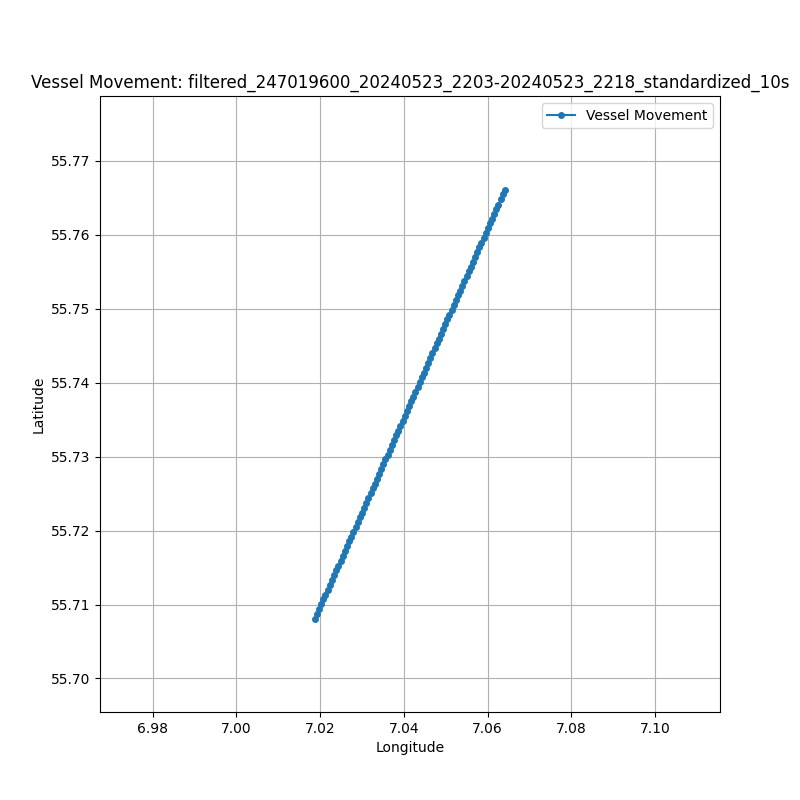 Vessel Movement: filtered_247019600_20240523_2203-20240523_2218_standardized_10s
Vessel Movement
55.77
55.76
55.75
55.74
55.73
55.72
55.71
55.70
Latitude
6.98 7.00 7.02 7.04 7.06 7.08 7.10
Longitude